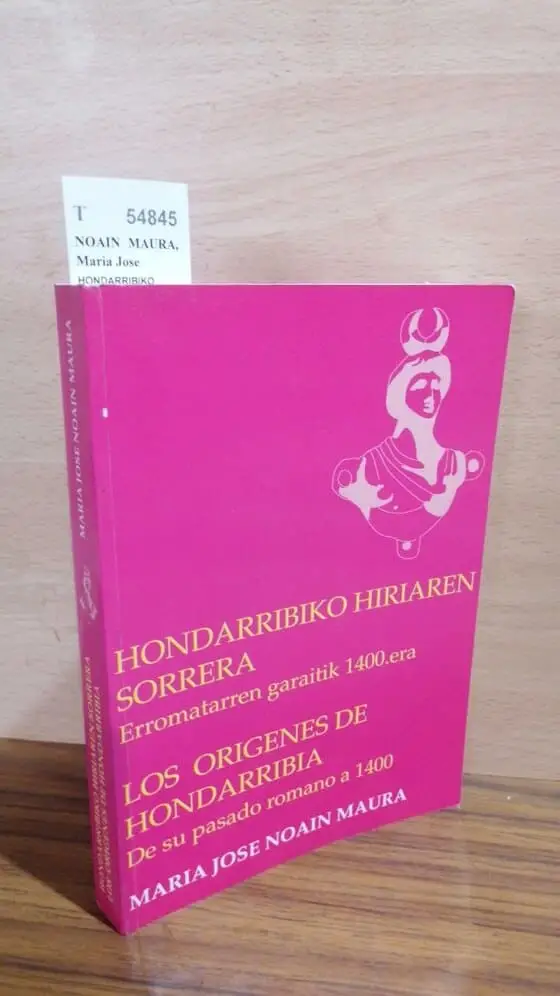 T 54845
NOAIN MAURA,
Maria Jose
HONDARRIBIKO
HONDARRIBIKO HIRIAREN
SORRERA
Erromatarren garaitik 1400.era
LOS ORIGENES DE
HONDARRIBIA
De su pasado romano a 1400
MARIA JOSE NOAIN MAURA
MARIA JOSE NOAIN MAURA
HONDARRIBIKO HIRIAREN SORRERA
LOS ORIGENES DE HONDARRIBIA